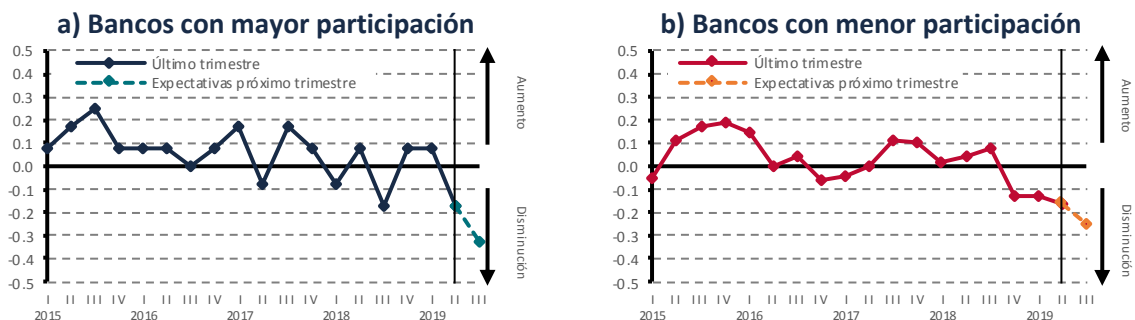 a) Bancos con mayor participación
0.5
0.4
0.3
0.2
0.1
0.0
-0.1
-0.2
-0.3
-0.4
-0.5
Último trimestre
Expectativas próximo trimestre
Aumento
Disminución
I II III IV I II III IV I II III IV I II III IV I II III
2015 2016 2017 2018 2019
b) Bancos con menor participación
0.5
0.4
0.3
0.2
0.1
0.0
-0.1
-0.2
-0.3
-0.4
-0.5
Último trimestre
Expectativas próximo trimestre
Aumento
Disminución
I II III IV I II III IV I II III IV I II III IV I II III
2015 2016 2017 2018 2019